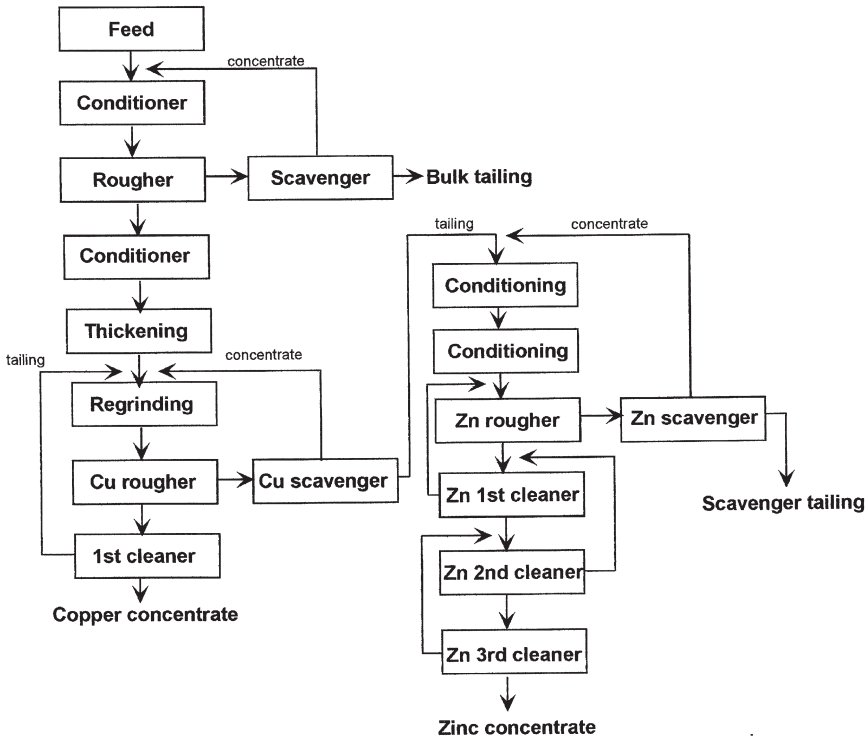 Feed
concentrate
Conditioner
Rougher
Scavenger
Bulk tailing
Conditioner
Thickening
tailing
concentrate
Regrinding
Cu rougher
Cu scavenger
1st cleaner
Copper concentrate
tailing
concentrate
Conditioning
Conditioning
Zn rougher
Zn scavenger
Zn 1st cleaner
Scavenger tailing
Zn 2nd cleaner
Zn 3rd cleaner
Zinc concentrate